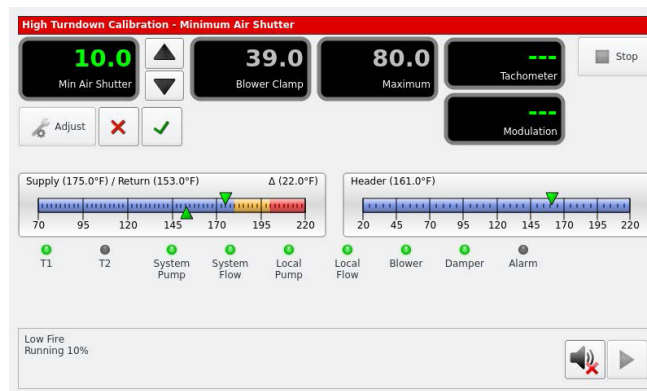 High Turndown Calibration - Minimum Air Shutter
10.0
Min Air Shutter
39.0
Blower Clamp
80.0
Maximum
---
Tachometer
Stop
---
Modulation
Adjust
Supply (175.0°F) / Return (153.0°F) Δ (22.0°F)
70 95 120 145 170 195 220
Header (161.0°F)
20 45 70 95 120 145 170 195 220
T1
T2
System Pump
System Flow
Local Pump
Local Flow
Blower
Damper
Alarm
Low Fire
Running 10%